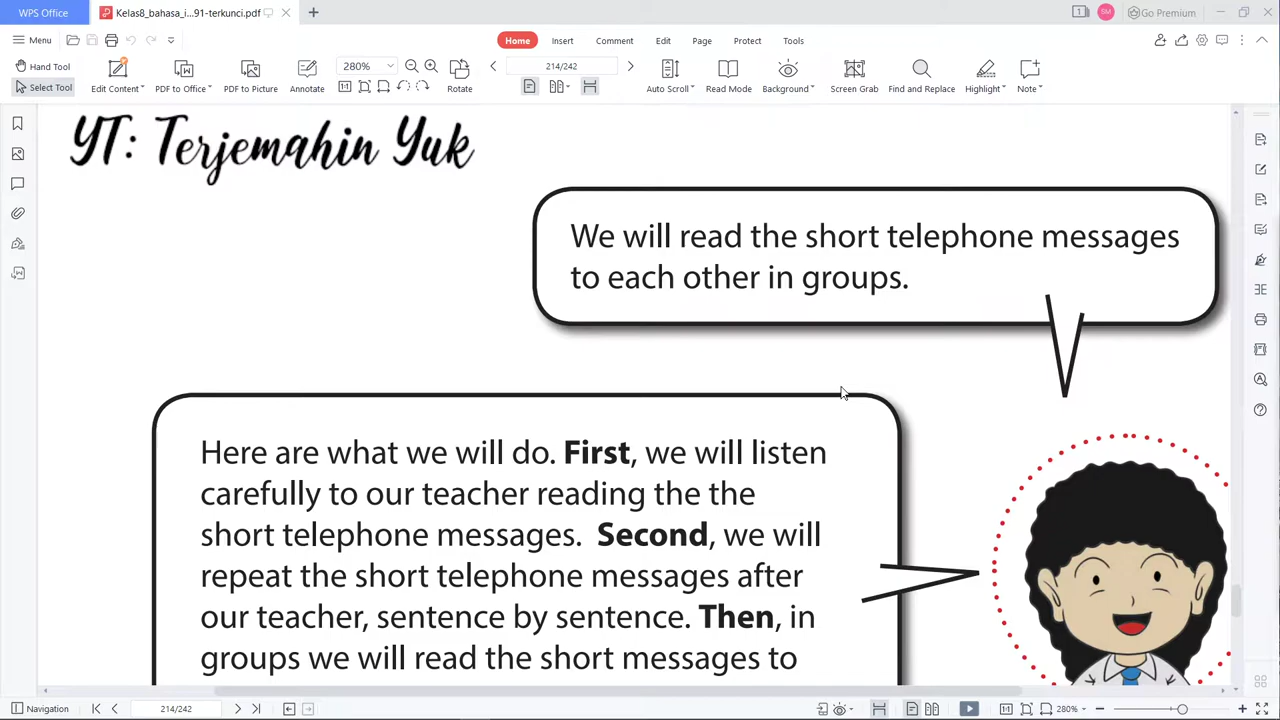 WPS Office
Kelas8_bahasa_i...91-terkunci.pdf
SM
Go Premium
Menu
Home
Insert
Comment
Edit
Page
Protect
Tools
Hand Tool
Select Tool
Edit Content
PDF to Office
PDF to Picture
Annotate
280%
Rotate
214/242
Auto Scroll
Read Mode
Background
Screen Grab
Find and Replace
Highlight
Note
YT: Terjemahin Yuk
We will read the short telephone messages
to each other in groups.
Here are what we will do. First, we will listen
carefully to our teacher reading the the
short telephone messages. Second, we will
repeat the short telephone messages after
our teacher, sentence by sentence. Then, in
groups we will read the short messages to
Navigation
214/242
280%